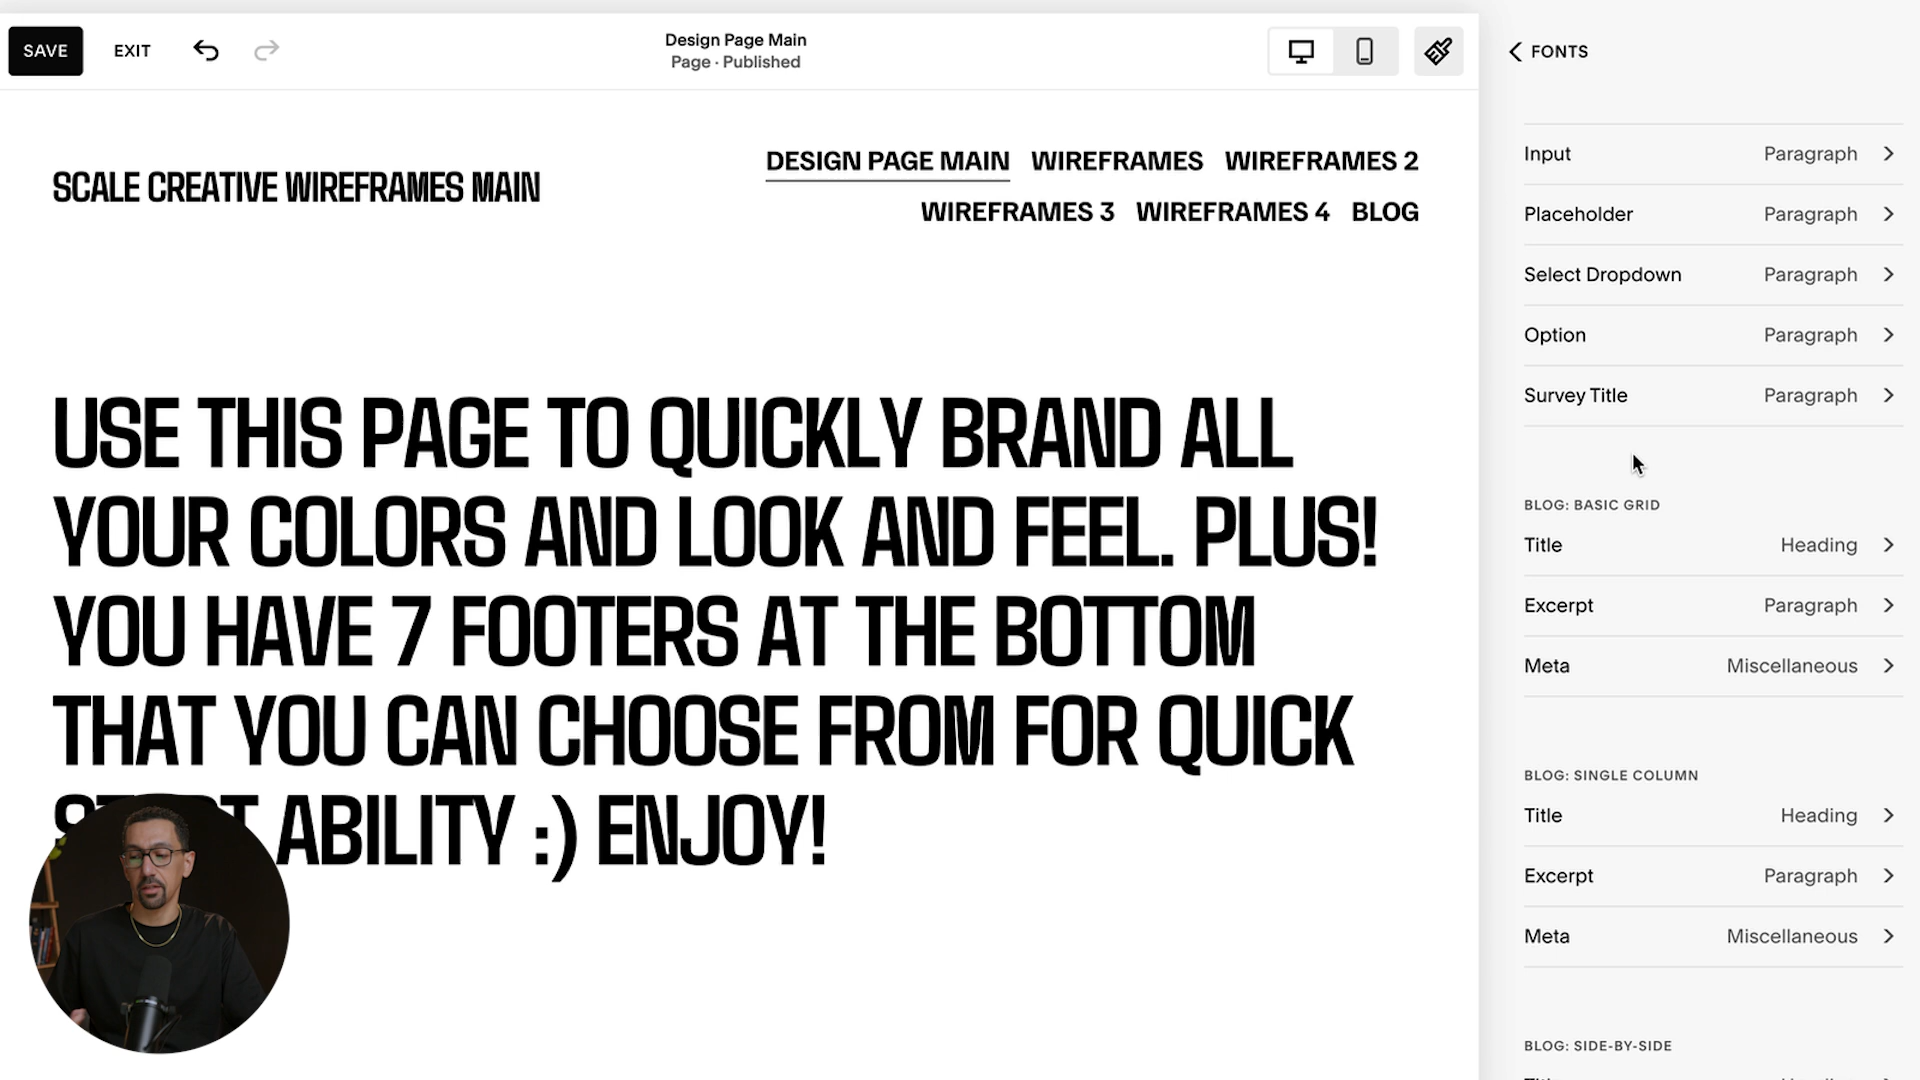 SAVE
EXIT
Design Page Main
Page · Published
FONTS
SCALE CREATIVE WIREFRAMES MAIN
DESIGN PAGE MAIN WIREFRAMES WIREFRAMES 2
WIREFRAMES 3 WIREFRAMES 4 BLOG
USE THIS PAGE TO QUICKLY BRAND ALL
YOUR COLORS AND LOOK AND FEEL. PLUS!
YOU HAVE 7 FOOTERS AT THE BOTTOM
THAT YOU CAN CHOOSE FROM FOR QUICK
ABILITY :) ENJOY!
Input Paragraph
Placeholder Paragraph
Select Dropdown Paragraph
Option Paragraph
Survey Title Paragraph
BLOG: BASIC GRID
Title Heading
Excerpt Paragraph
Meta Miscellaneous
BLOG: SINGLE COLUMN
Title Heading
Excerpt Paragraph
Meta Miscellaneous
BLOG: SIDE-BY-SIDE